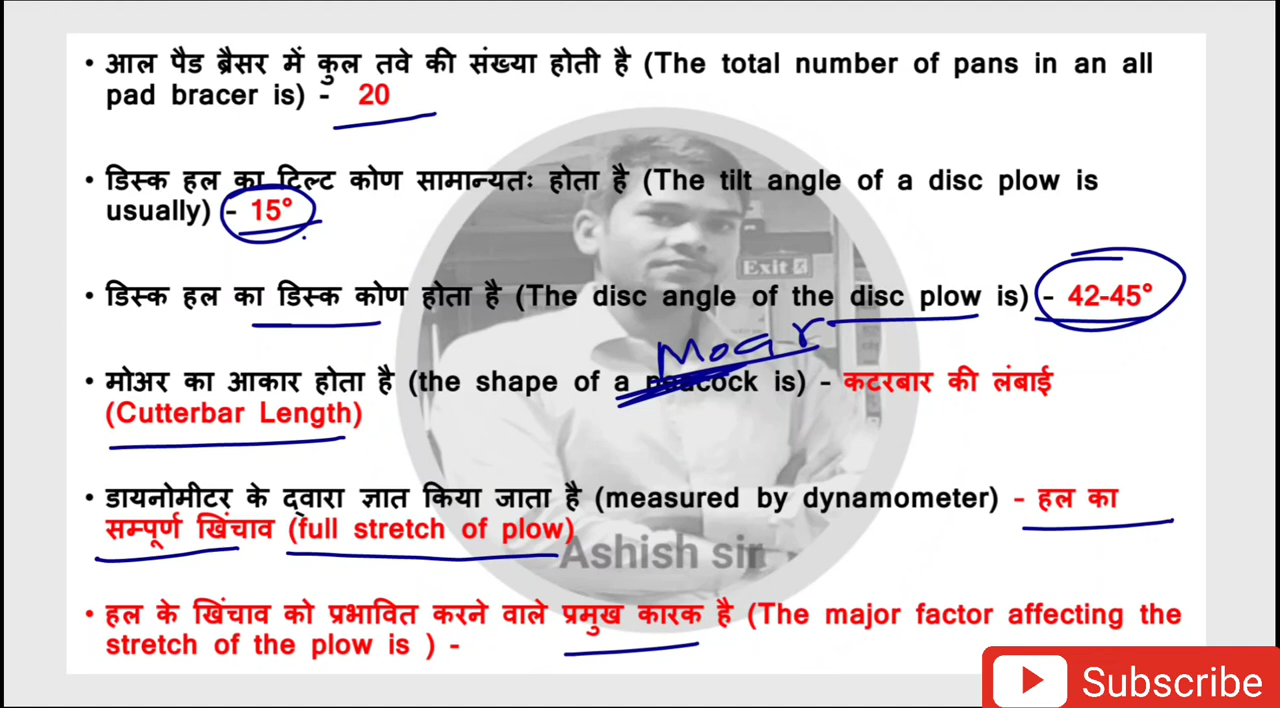 • आल पैड ब्रैसर में कुल तवे की संख्या होती है (The total number of pans in an all
pad bracer is) - 20
• डिस्क हल का टिल्ट कोण सामान्यतः होता है (The tilt angle of a disc plow is
usually) - 15°
Exit
• डिस्क हल का डिस्क कोण होता है (The disc angle of the disc plow is) - 42-45°
• मोअर का आकार होता है (the shape of a peacock is) - कटरबार की लंबाई
(Cutterbar Length)
• डायनोमीटर के द्वारा ज्ञात किया जाता है (measured by dynamometer) - हल का
सम्पूर्ण खिंचाव (full stretch of plow)
Ashish sir
• हल के खिंचाव को प्रभावित करने वाले प्रमुख कारक है (The major factor affecting the
stretch of the plow is ) -
Subscribe